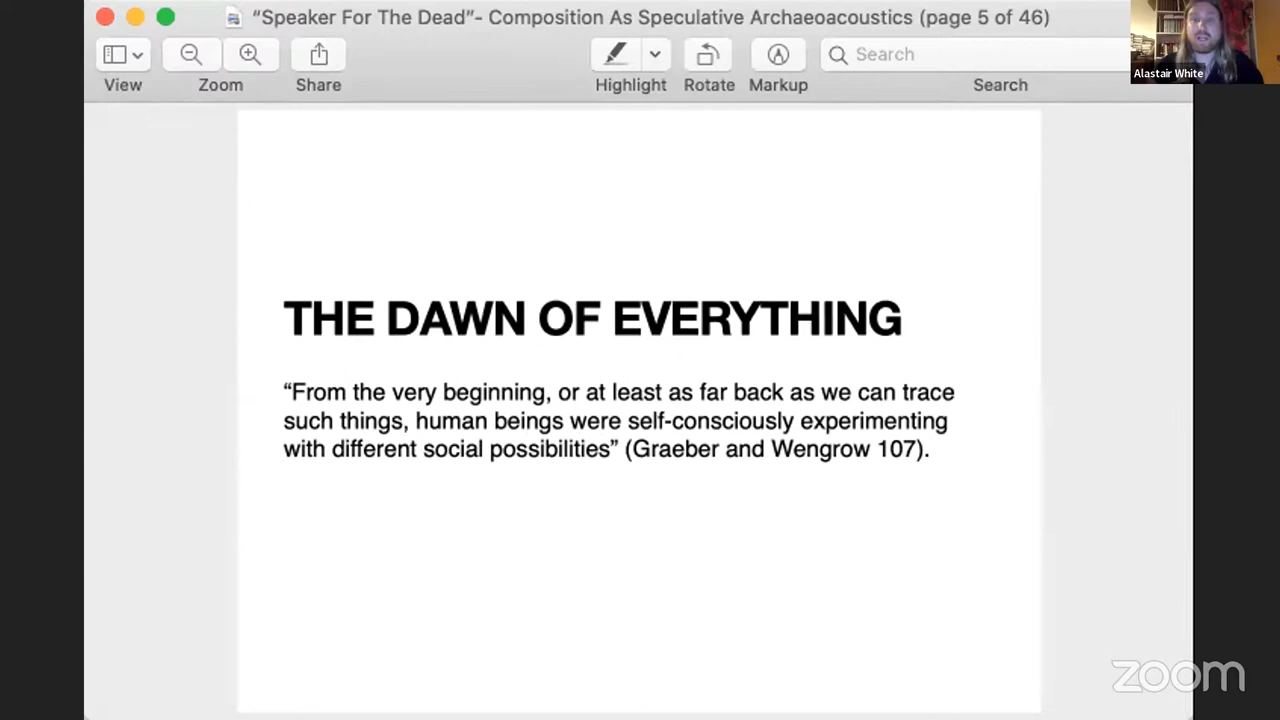 “Speaker For The Dead”- Composition As Speculative Archaeoacoustics (page 5 of 46)
Search
View
Zoom
Share
Highlight
Rotate
Markup
Search
Alastair White
THE DAWN OF EVERYTHING
“From the very beginning, or at least as far back as we can trace
such things, human beings were self-consciously experimenting
with different social possibilities” (Graeber and Wengrow 107).
zoom